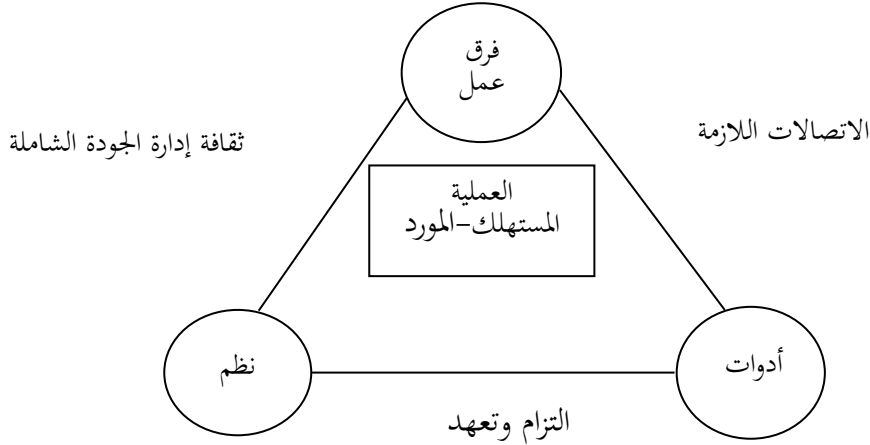 فرق
عمل
الاتصالات اللازمة
ثقافة إدارة الجودة الشاملة
العملية
المستهلك-المورد
أدوات
نظم
التزام وتعهد